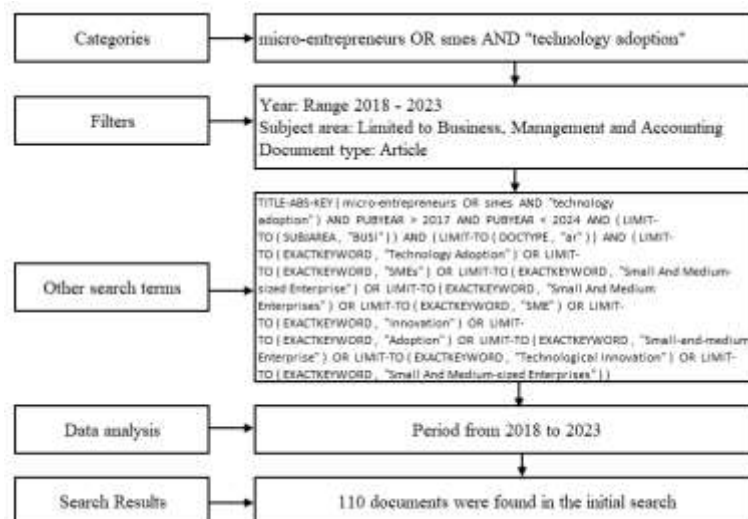 Categories
micro-entrepreneurs OR smes AND "technology adoption"
Filters
Year: Range 2018 - 2023
Subject area: Limited to Business, Management and Accounting
Document type: Article
Other search terms
TITLE-ABS-KEY ( micro-entrepreneurs OR smes AND "technology
adoption" ) AND PUBYEAR > 2017 AND PUBYEAR < 2024 AND ( LIMIT-
TO ( SUBJAREA , "BUSI" ) ) AND ( LIMIT-TO ( DOCTYPE , "ar" ) ) AND ( LIMIT-
TO ( EXACTKEYWORD , "Technology Adoption" ) OR LIMIT-
TO ( EXACTKEYWORD , "SMEs" ) OR LIMIT-TO ( EXACTKEYWORD , "Small And Medium-
sized Enterprise" ) OR LIMIT-TO ( EXACTKEYWORD , "Small And Medium
Enterprises" ) OR LIMIT-TO ( EXACTKEYWORD , "SME" ) OR LIMIT-
TO ( EXACTKEYWORD , "Innovation" ) OR LIMIT-
TO ( EXACTKEYWORD , "Adoption" ) OR LIMIT-TO ( EXACTKEYWORD , "Small-and-medium
Enterprise" ) OR LIMIT-TO ( EXACTKEYWORD , "Technological Innovation" ) OR LIMIT-
TO ( EXACTKEYWORD , "Small And Medium-sized Enterprises" ) )
Data analysis
Period from 2018 to 2023
Search Results
110 documents were found in the initial search